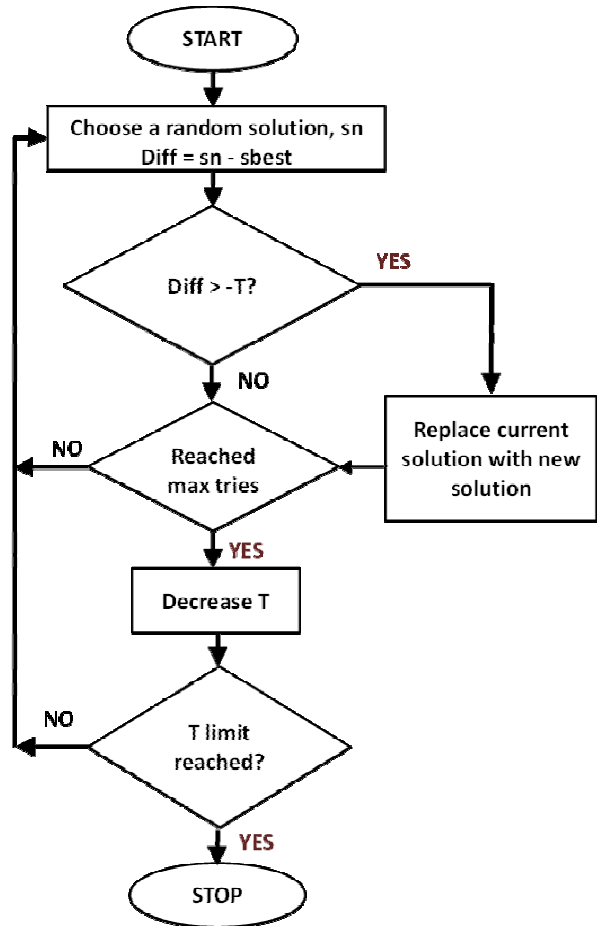 START
Choose a random solution, sn
Diff = sn - sbest
Diff > -T?
YES
NO
Replace current
solution with new
solution
NO
Reached
max tries
YES
Decrease T
NO
T limit
reached?
YES
STOP